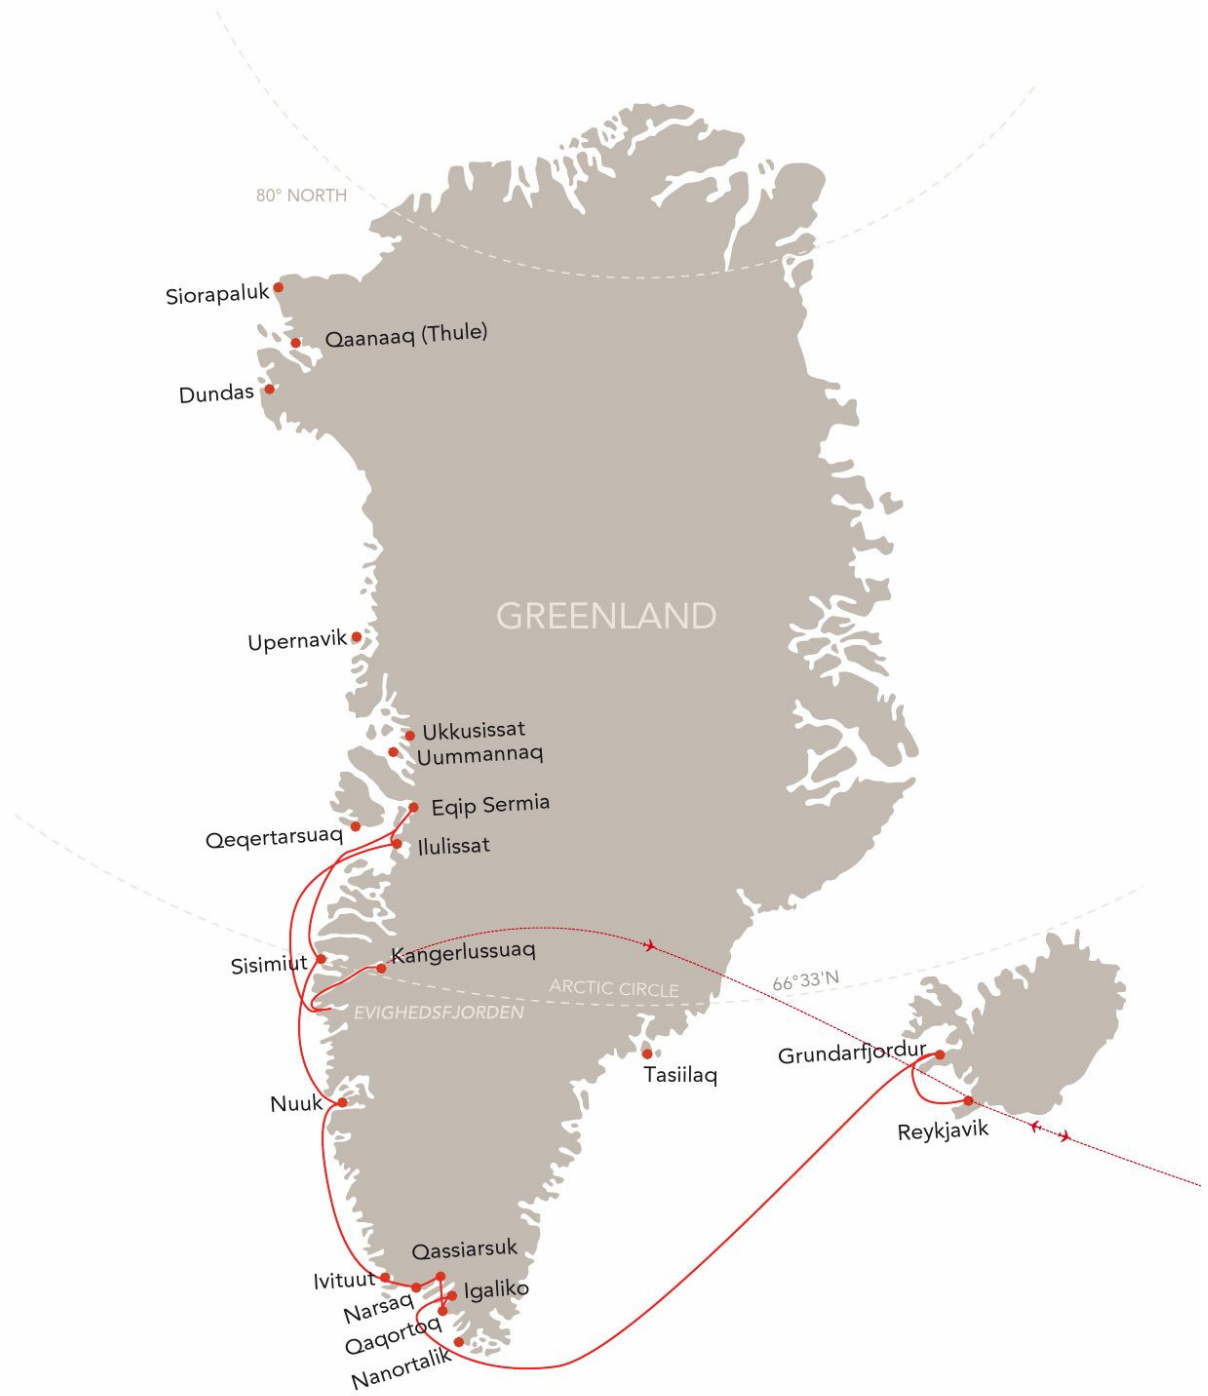 80° NORTH
Siorapaluk
Qaanaaq (Thule)
Dundas
GREENLAND
Upernavik
Ukkusissat
Uummannaq
Eqip Sermia
Qeqertarsuaq
Ilulissat
Kangerlussuaq
Sisimiut
ARCTIC CIRCLE
66°33'N
EVIGHEDSFJORDEN
Grundarfjordur
Tasiilaq
Nuuk
Reykjavik
Qassiarsuk
Ivituut
Igaliko
Narsaq
Qaqortoq
Nanortalik